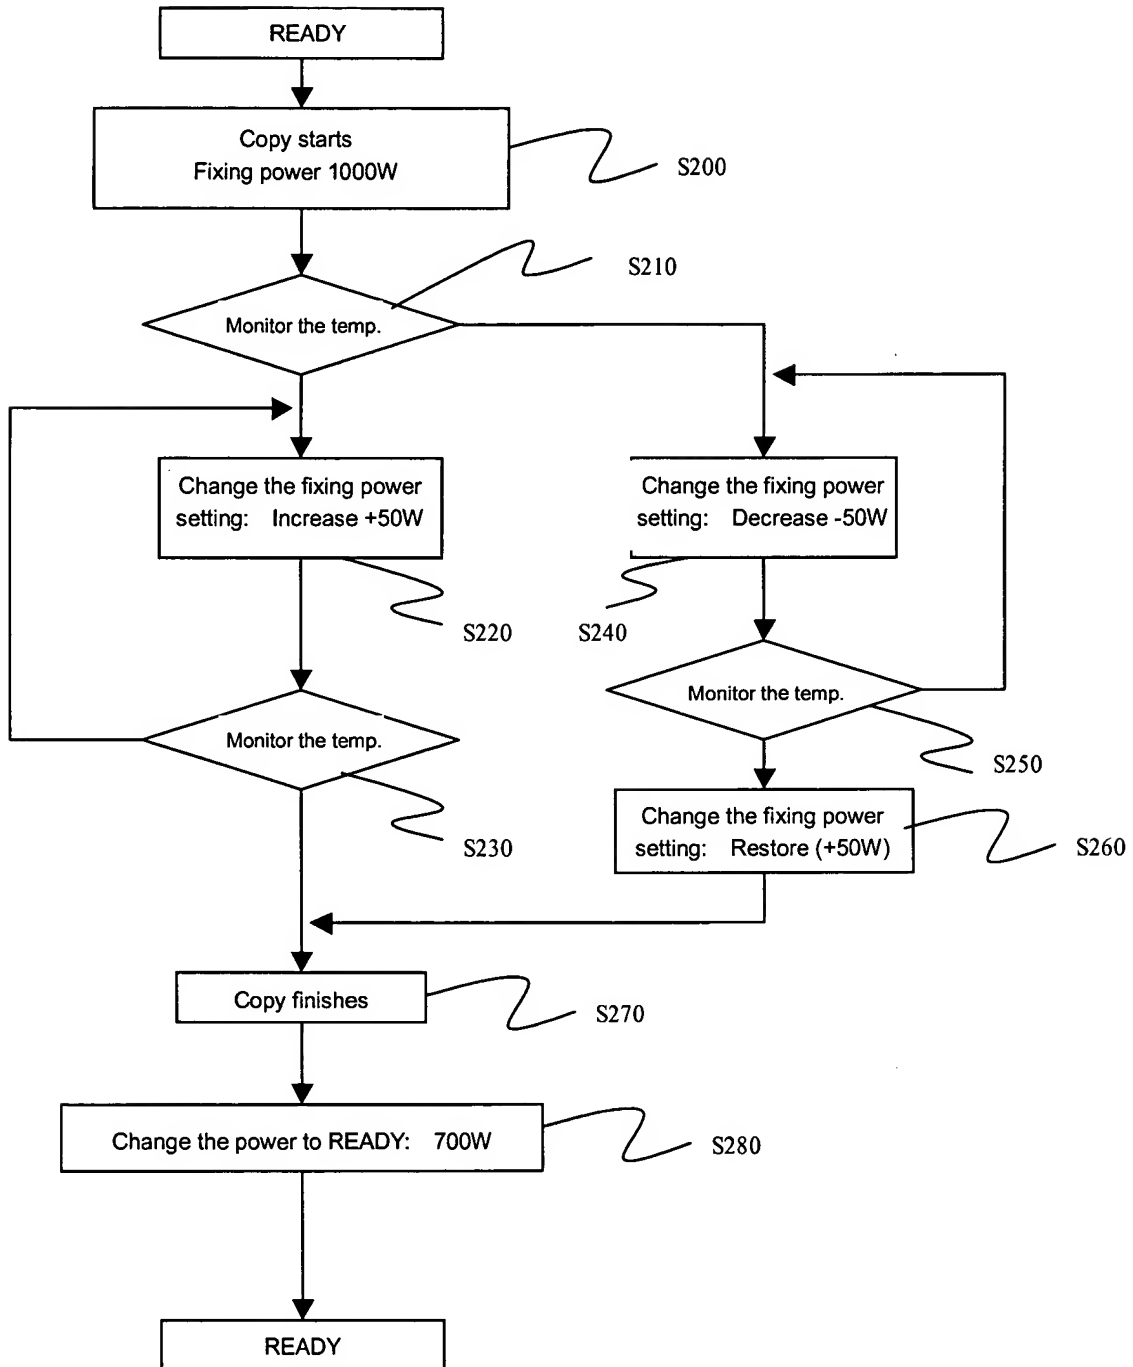 READY
Copy starts
Fixing power 1000W
S200
S210
Monitor the temp.
Change the fixing power
setting: Increase +50W
S220
Change the fixing power
setting: Decrease -50W
S240
Monitor the temp.
S230
Monitor the temp.
S250
Change the fixing power
setting: Restore (+50W)
S260
Copy finishes
S270
Change the power to READY: 700W
S280
READY